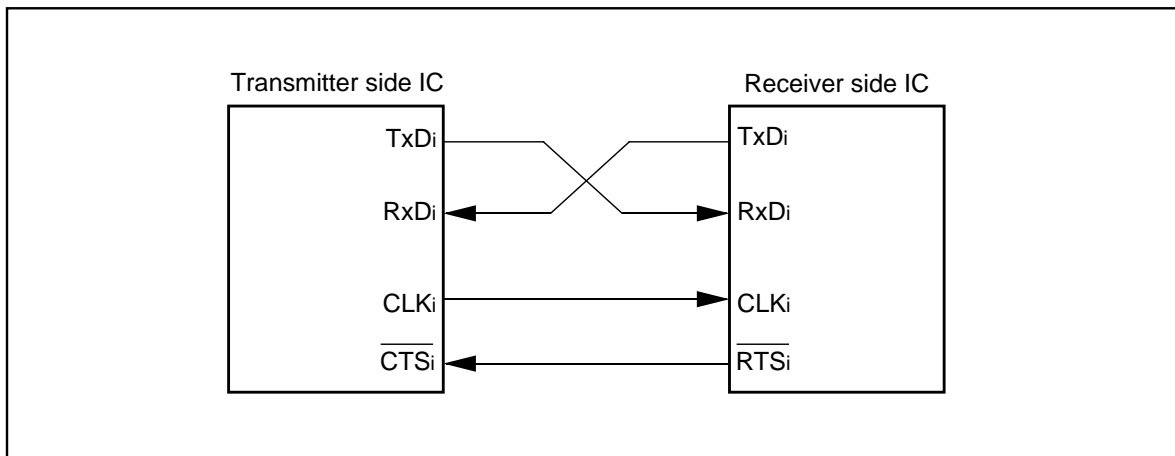 Transmitter side IC
Receiver side IC
TxDi
TxDi
RxDi
RxDi
CLKi
CLKi
CTSi
RTSi